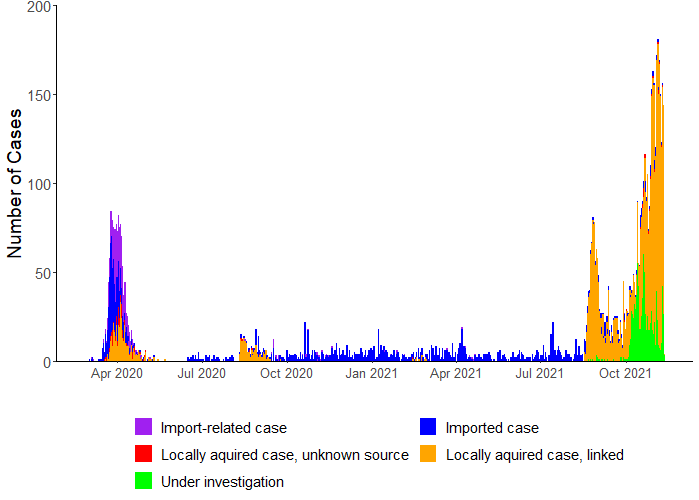 200
150
100
50
0
Number of Cases
Apr 2020 Jul 2020 Oct 2020 Jan 2021 Apr 2021 Jul 2021 Oct 2021
Import-related case Imported case
Locally aquired case, unknown source Locally aquired case, linked
Under investigation